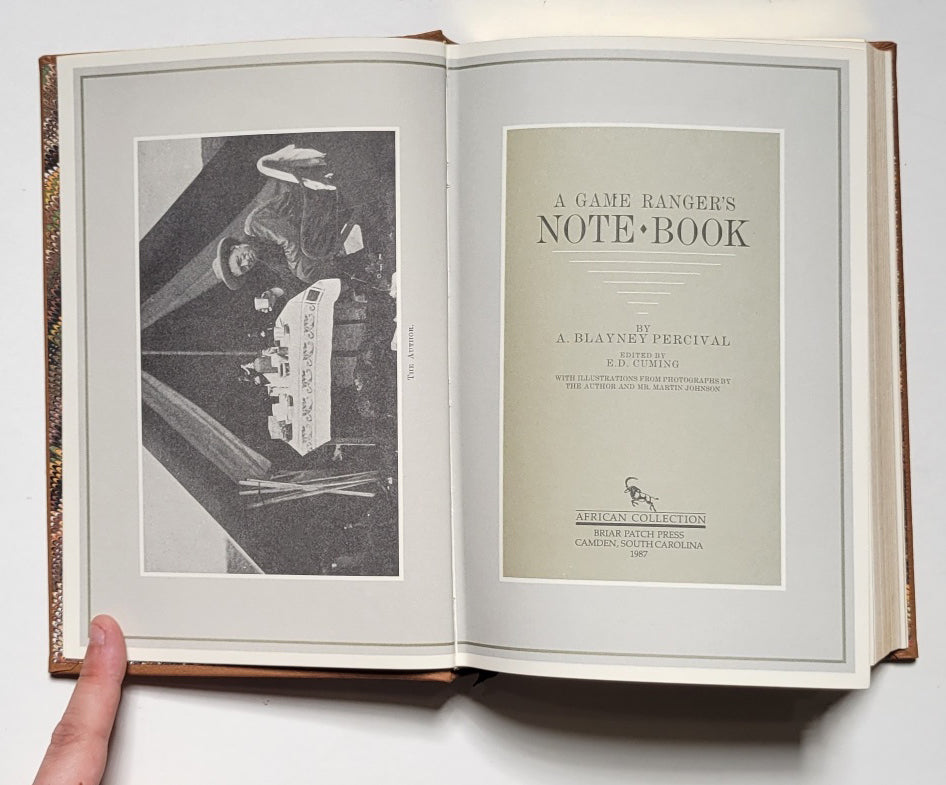 THE AUTHOR.
A GAME RANGER'S
NOTE·BOOK
BY
A. BLAYNEY PERCIVAL
EDITED BY
E.D. CUMING
WITH ILLUSTRATIONS FROM PHOTOGRAPHS BY
THE AUTHOR AND MR. MARTIN JOHNSON
AFRICAN COLLECTION
BRIAR PATCH PRESS
CAMDEN, SOUTH CAROLINA
1987